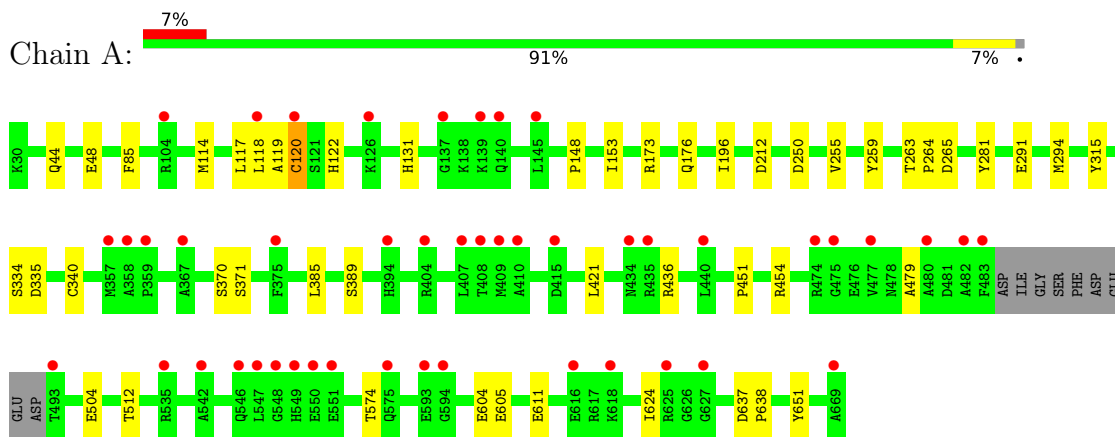 7%
Chain A:
91% 7% •
K30 Q44 E48 F85 R104 M114 L117 L118 A119 C120 S121 H122 K126 H131 G137 K138 K139 Q140 L145 P148 I153 R173 Q176 I196 D212 D250 V255 Y259 T263 P264 D265 Y281 E291 M294 Y315
S334 D335 C340 M357 A358 P359 A367 S370 S371 F375 L385 S389 H394 R404 L407 T408 M409 A410 D415 L421 N434 R435 R436 L440 P451 R454 R474 G475 E476 V477 N478 A479 A480 D481 A482 F483 ASP ILE GLY SER PHE ASP GLU
GLU ASP T493 E504 T512 R535 A542 Q546 L547 G548 H549 E550 E551 T574 Q575 E593 G594 E604 E605 E611 E616 R617 K618 I624 R625 G626 G627 D637 P638 Y651 A669